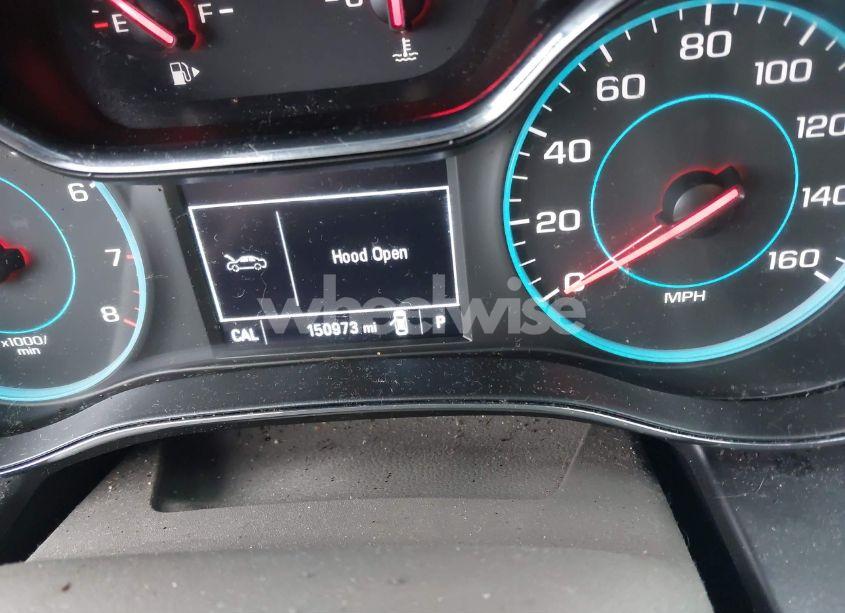 E F
0
80
60 100
40 120
20 140
0 160
MPH
6
7
8
x1000/
min
Hood Open
CAL 150973 mi P
wheelwise